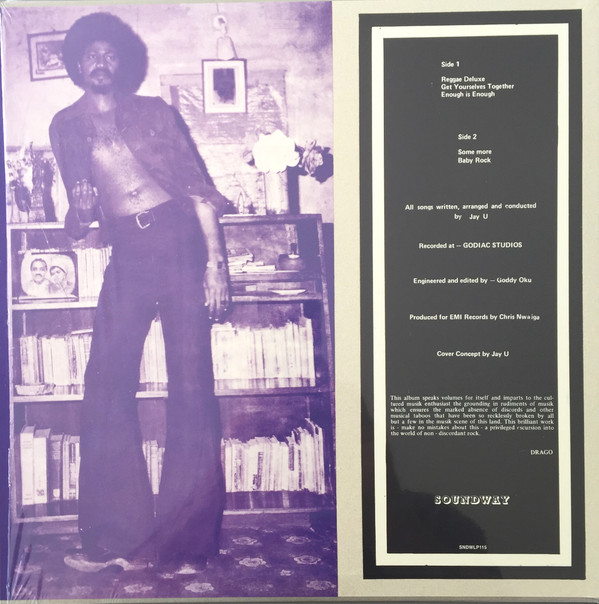 Side 1
Reggae Deluxe
Get Yourselves Together
Enough is Enough
Side 2
Some more
Baby Rock
All songs written, arranged and conducted
by Jay U
Recorded at — GODIAC STUDIOS
Engineered and edited by — Goddy Oku
Produced for EMI Records by Chris Nwaiga
Cover Concept by Jay U
This album speaks volumes for itself and imparts to the cul-
tured musik enthusiast the grounding in rudiments of musik
which ensures the marked absence of discords and other
musical taboos that have been so recklessly broken by all
but a few in the musik scene of this land. This brilliant work
is - make no mistakes about this - a privileged excursion into
the world of non - discordant rock.
DRAGO
SOUNDWAY
SNDWLP115